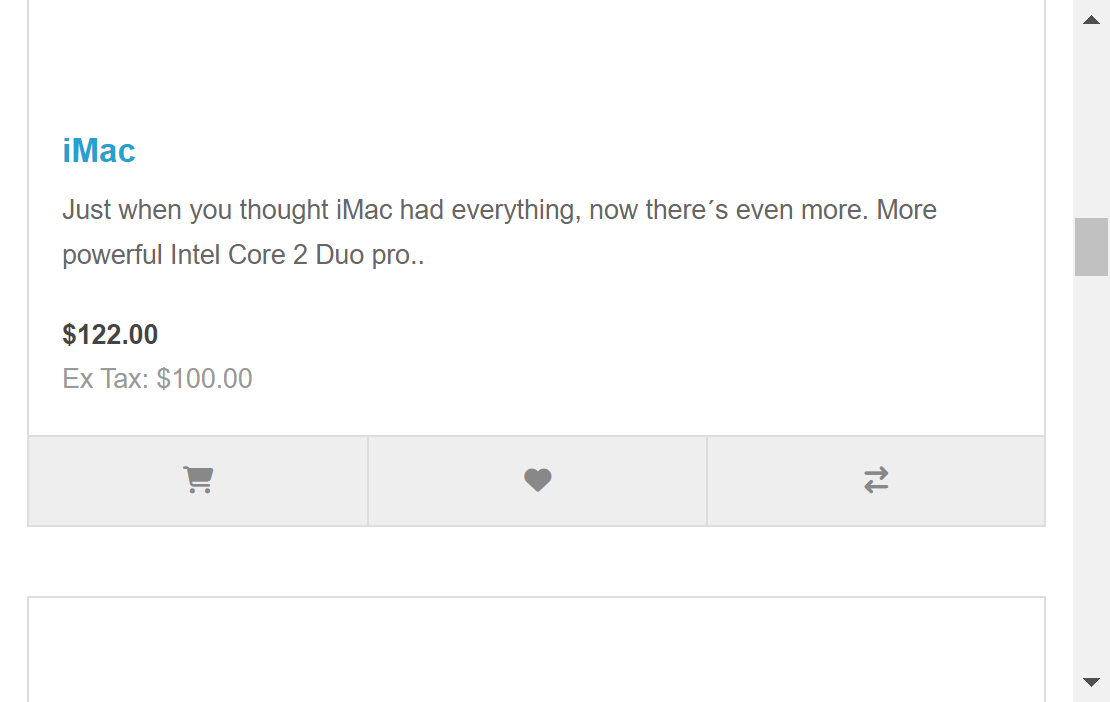 iMac
Just when you thought iMac had everything, now there´s even more. More
powerful Intel Core 2 Duo pro..
$122.00
Ex Tax: $100.00